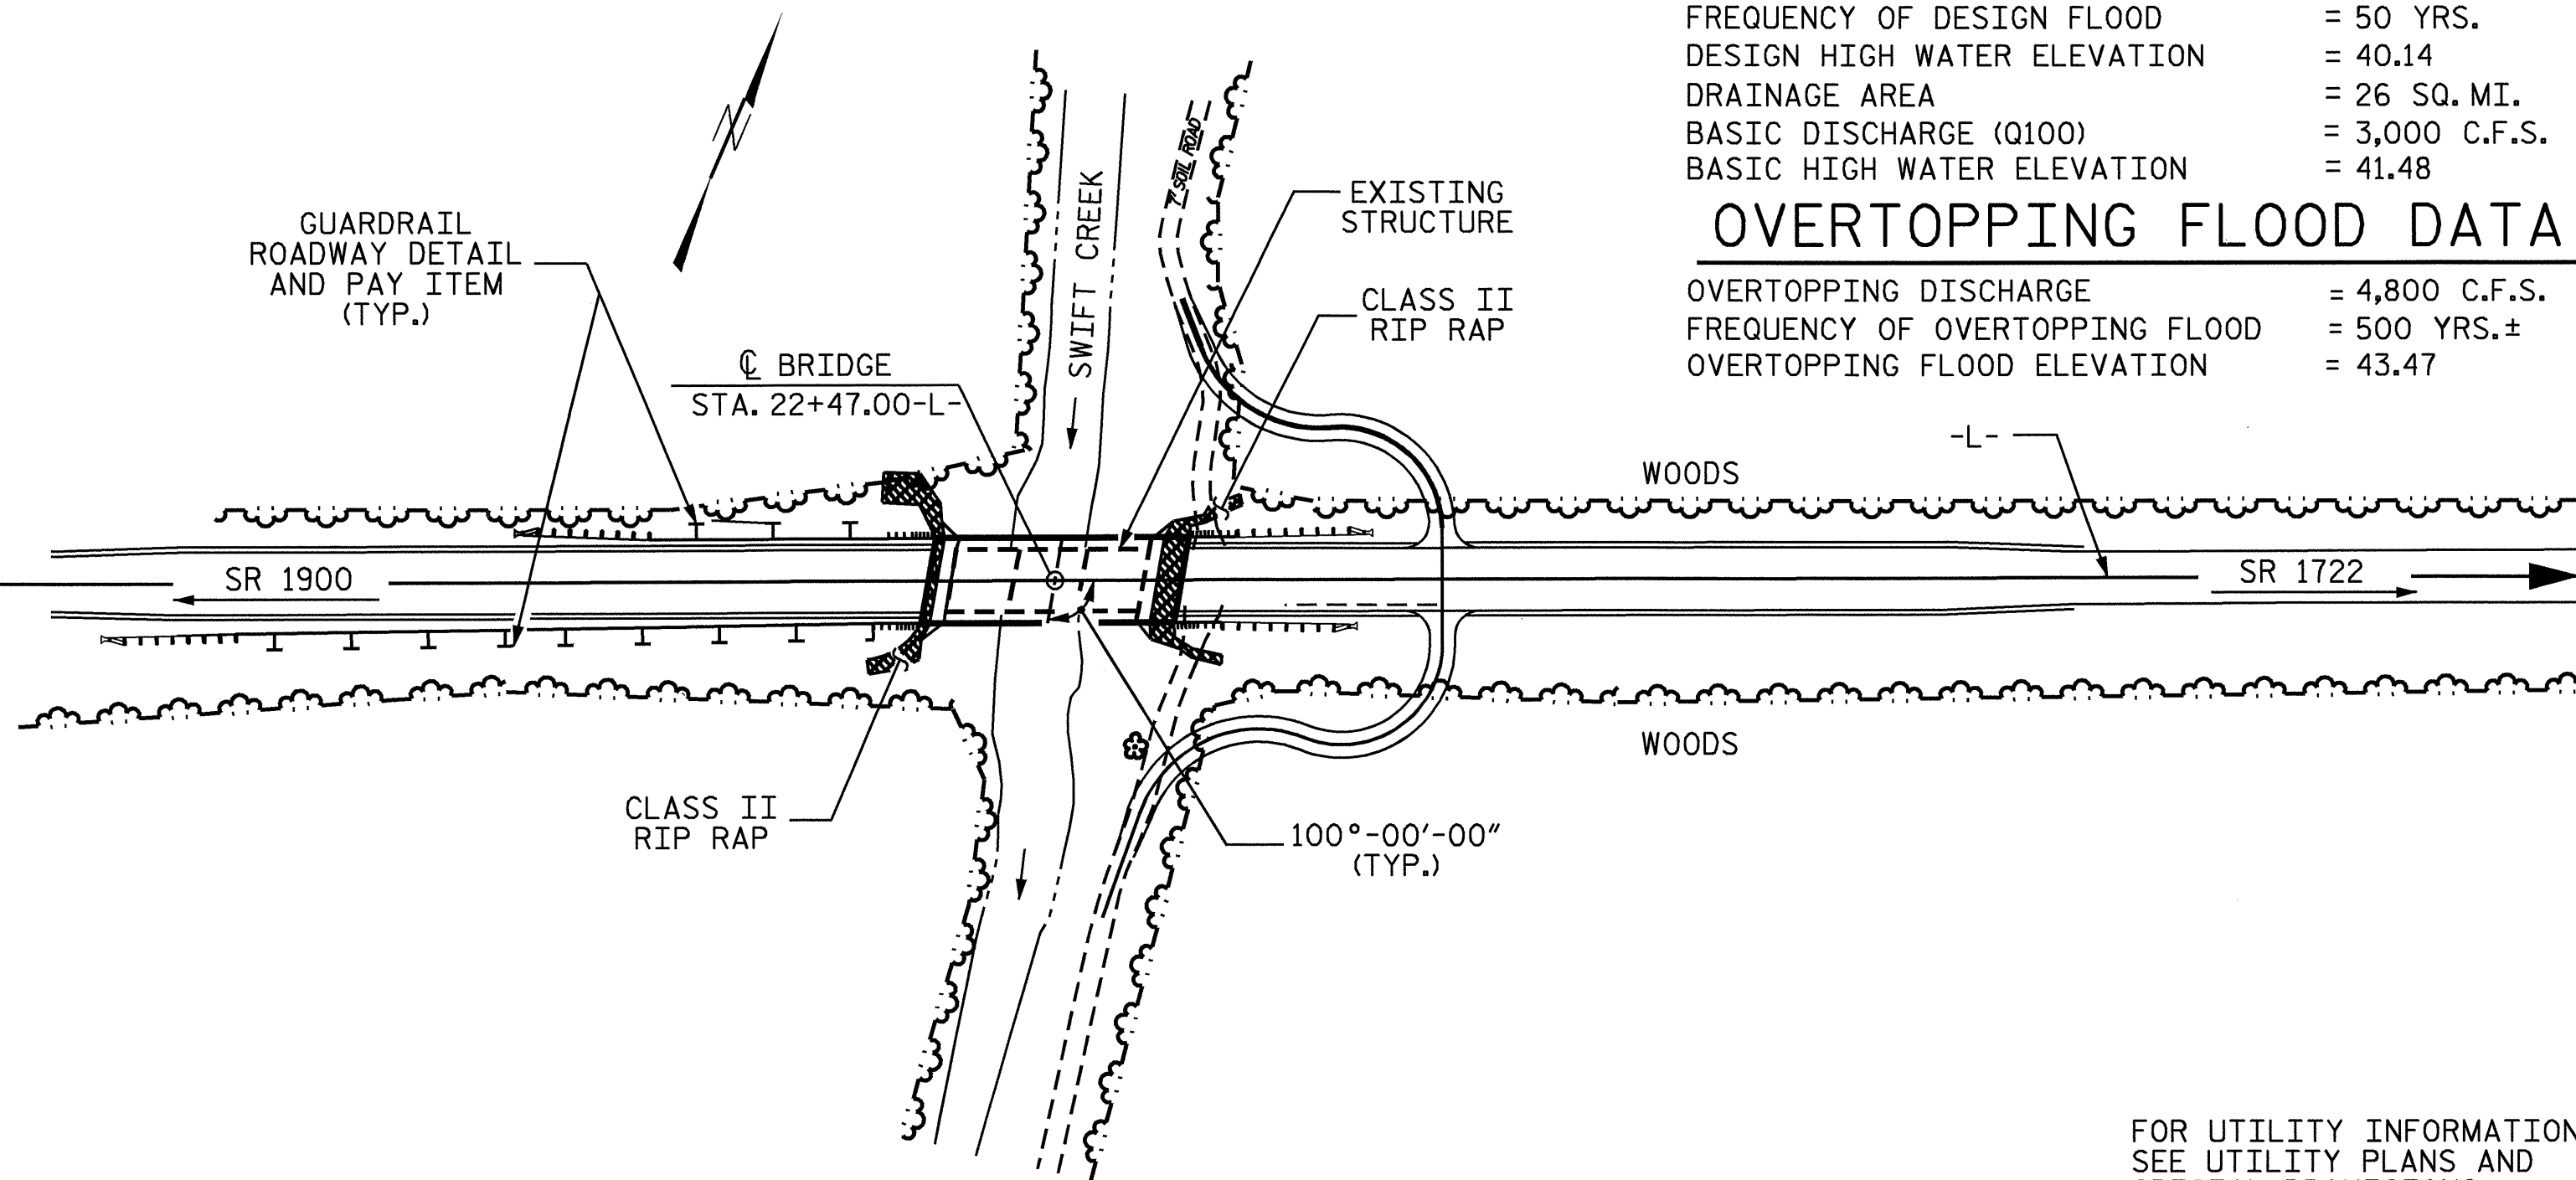 FREQUENCY OF DESIGN FLOOD = 50 YRS.
DESIGN HIGH WATER ELEVATION = 40.14
DRAINAGE AREA = 26 SQ. MI.
BASIC DISCHARGE (Q100) = 3,000 C.F.S.
BASIC HIGH WATER ELEVATION = 41.48
OVERTOPPING FLOOD DATA
OVERTOPPING DISCHARGE = 4,800 C.F.S.
FREQUENCY OF OVERTOPPING FLOOD = 500 YRS.±
OVERTOPPING FLOOD ELEVATION = 43.47
GUARDRAIL
ROADWAY DETAIL
AND PAY ITEM
(TYP.)
℄ BRIDGE
STA. 22+47.00-L-
SWIFT CREEK
7' SOIL ROAD
EXISTING
STRUCTURE
CLASS II
RIP RAP
-L-
WOODS
SR 1900
SR 1722
WOODS
CLASS II
RIP RAP
100°-00'-00"
(TYP.)
FOR UTILITY INFORMATION
SEE UTILITY PLANS AND